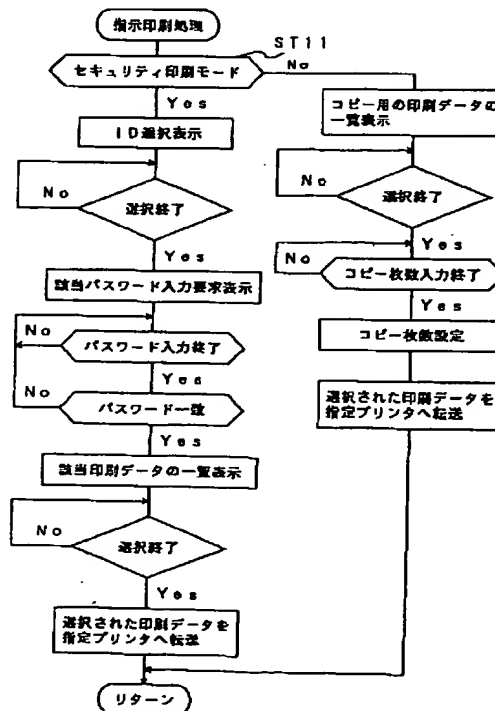 指示印刷処理
ST11
セキュリティ印刷モード
No
Yes
ID選択表示
No
選択終了
Yes
該当パスワード入力要求表示
No
パスワード入力終了
Yes
No
パスワード一致
Yes
該当印刷データの一覧表示
No
選択終了
Yes
選択された印刷データを
指定プリンタへ転送
リターン
コピー用の印刷データの
一覧表示
No
選択終了
Yes
No
コピー枚数入力終了
Yes
コピー枚数設定
選択された印刷データを
指定プリンタへ転送